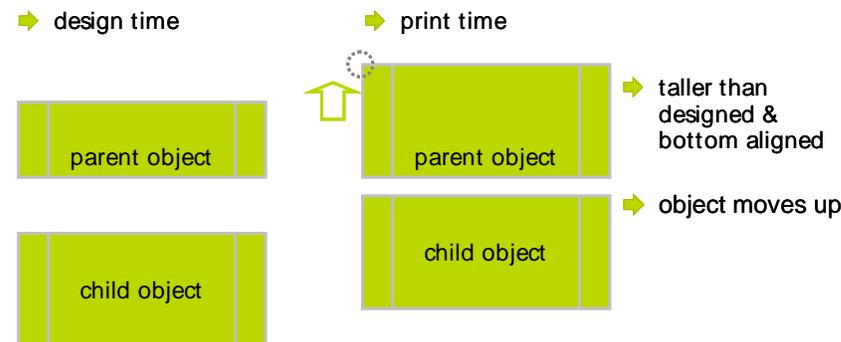 design time
print time
parent object
child object
parent object
child object
taller than
designed &
bottom aligned
object moves up